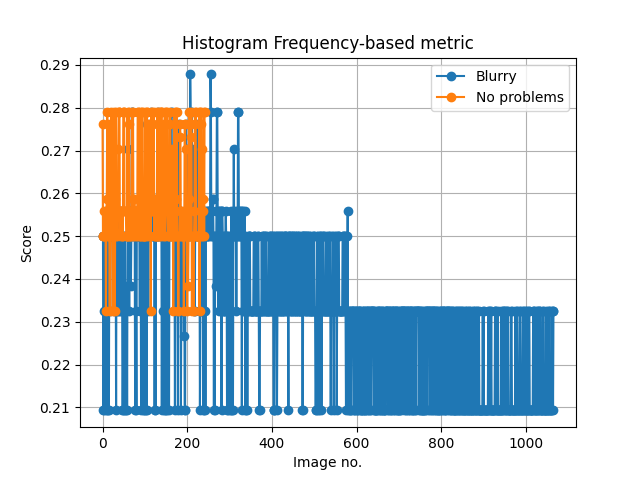 Histogram Frequency-based metric
0.29
0.28
0.27
0.26
0.25
0.24
0.23
0.22
0.21
Score
Blurry
No problems
0 200 400 600 800 1000
Image no.